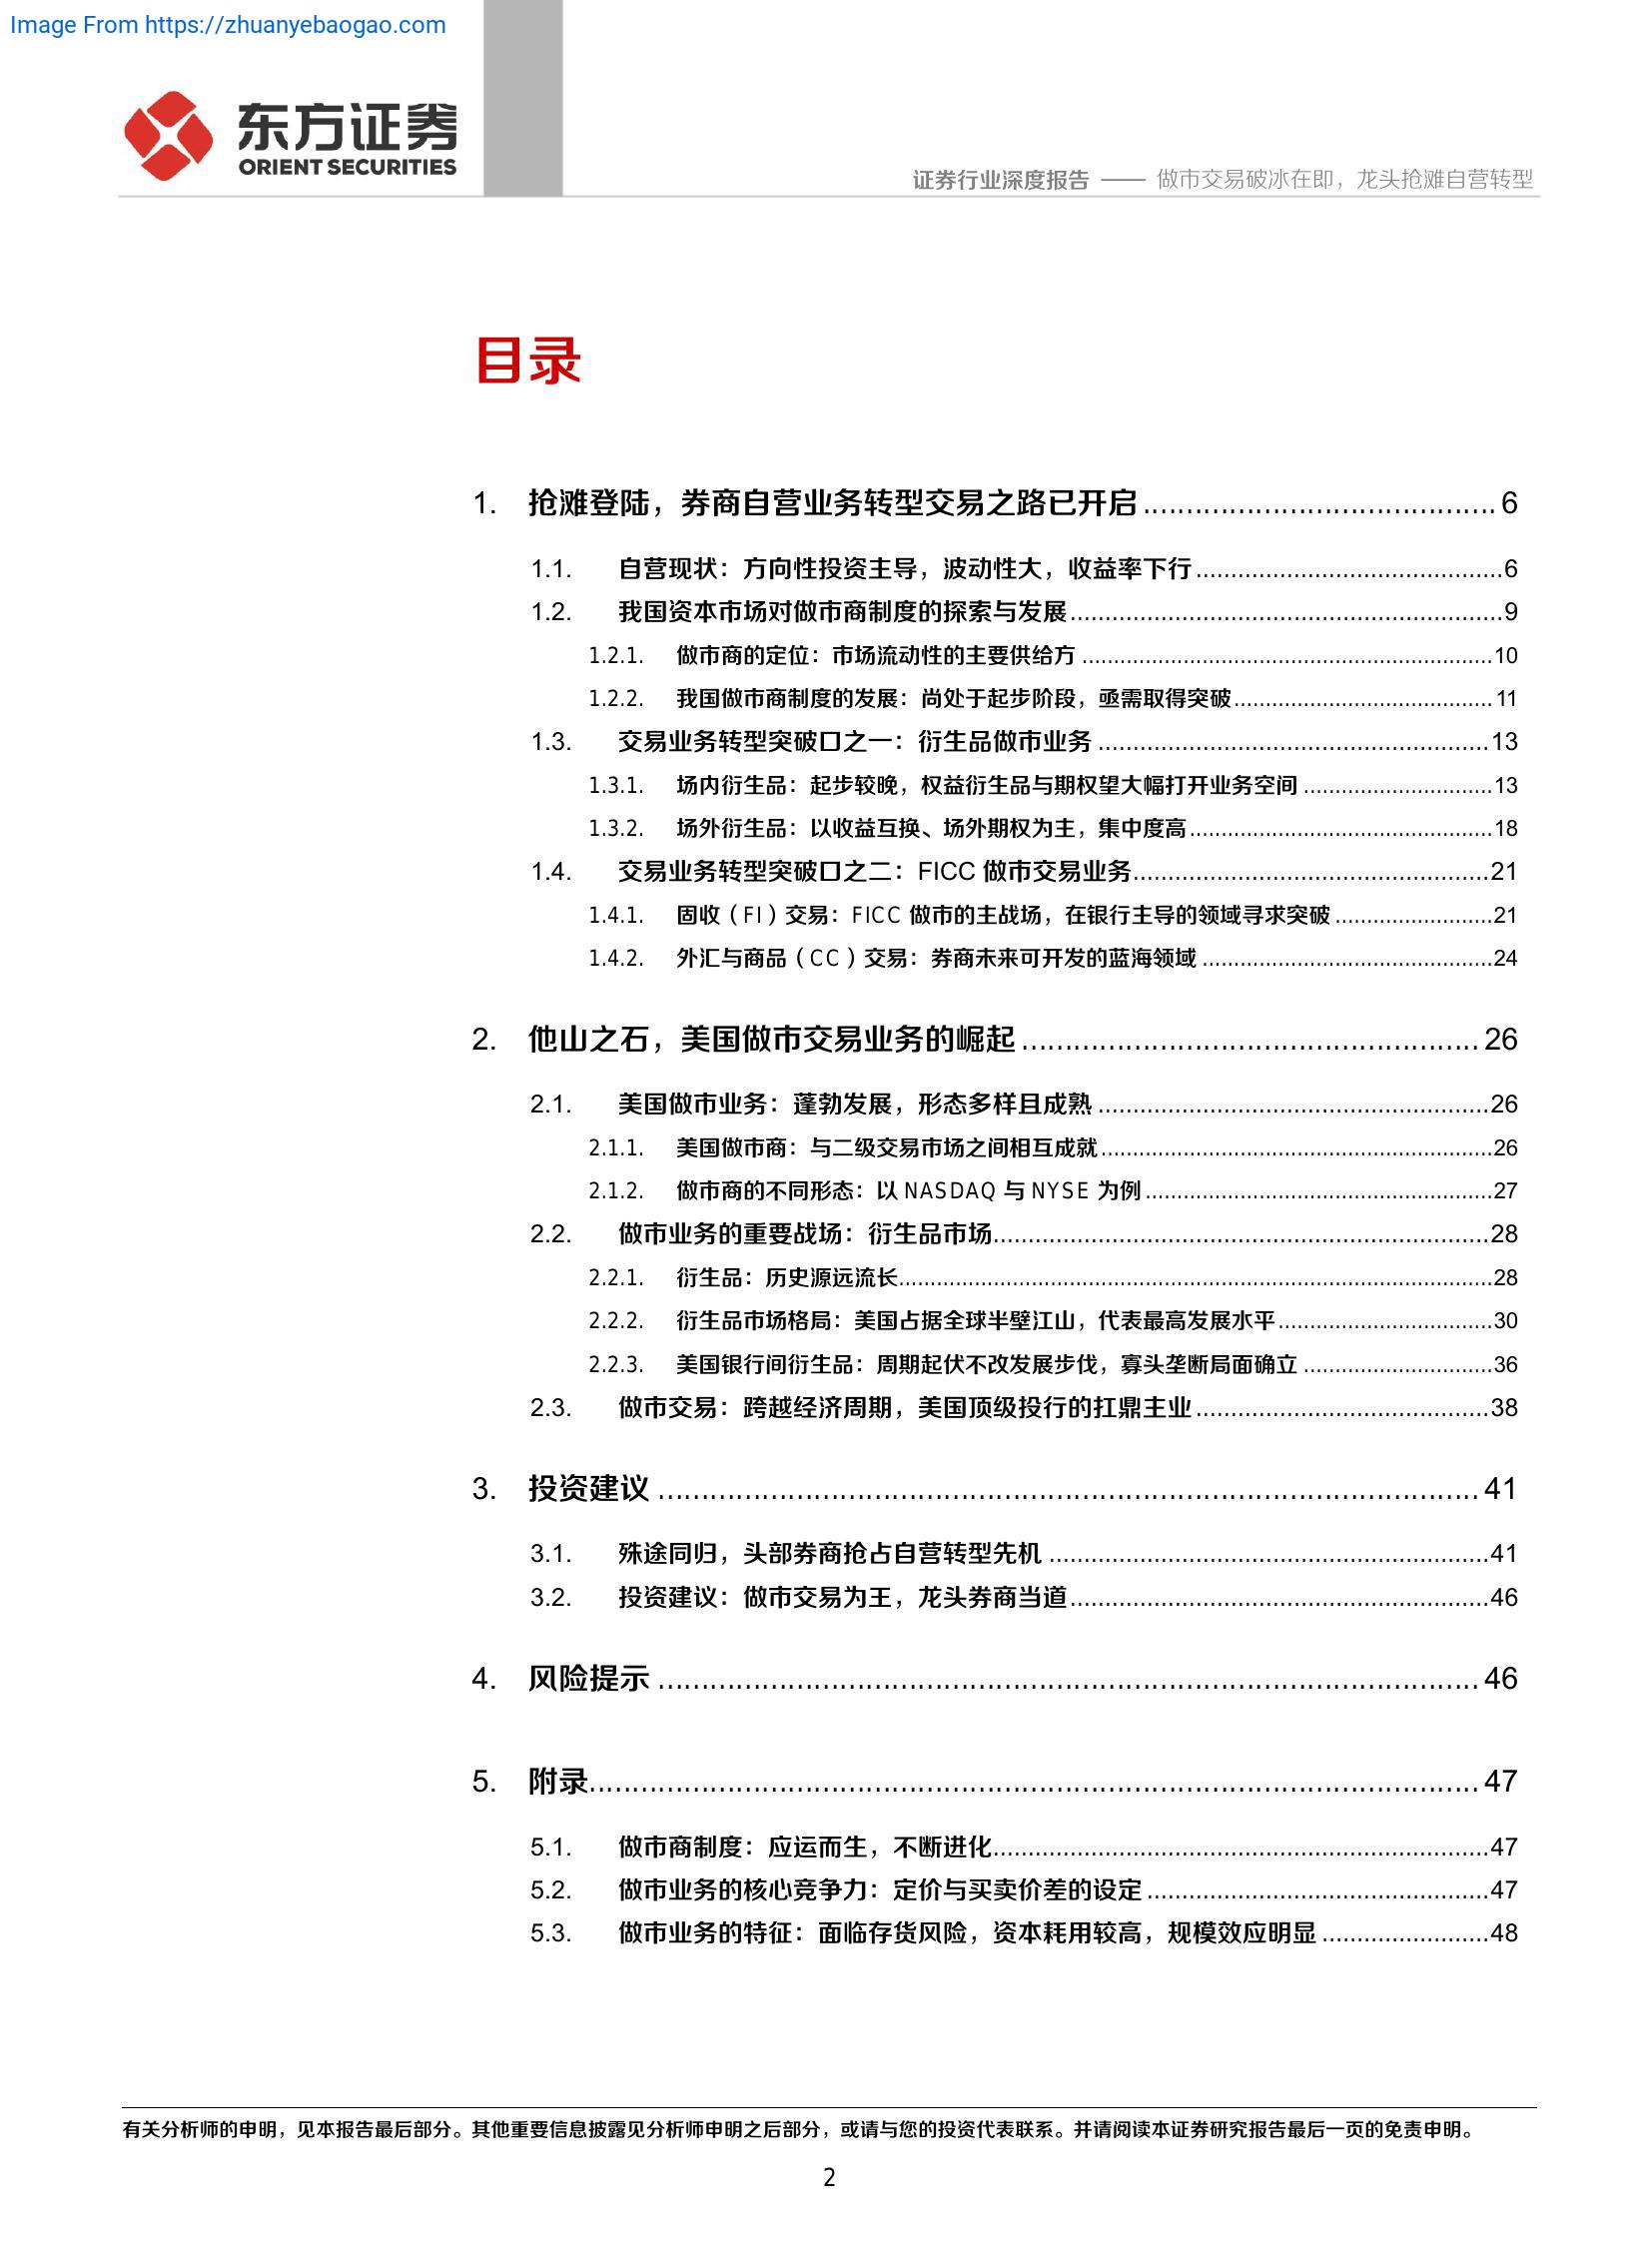 Image From https://zhuanyebaogao.com
东方证券
ORIENT SECURITIES
证券行业深度报告 —— 做市交易破冰在即，龙头抢滩自营转型
目录
1. 抢滩登陆，券商自营业务转型交易之路已开启 ........................................ 6
1.1. 自营现状：方向性投资主导，波动性大，收益率下行 ............................................ 6
1.2. 我国资本市场对做市商制度的探索与发展 .............................................................. 9
1.2.1. 做市商的定位：市场流动性的主要供给方 ................................................................ 10
1.2.2. 我国做市商制度的发展：尚处于起步阶段，亟需取得突破 ......................................... 11
1.3. 交易业务转型突破口之一：衍生品做市业务 ........................................................ 13
1.3.1. 场内衍生品：起步较晚，权益衍生品与期权望大幅打开业务空间 .............................. 13
1.3.2. 场外衍生品：以收益互换、场外期权为主，集中度高 ................................................ 18
1.4. 交易业务转型突破口之二：FICC 做市交易业务 ................................................... 21
1.4.1. 固收（FI）交易：FICC 做市的主战场，在银行主导的领域寻求突破 ......................... 21
1.4.2. 外汇与商品（CC）交易：券商未来可开发的蓝海领域 .............................................. 24
2. 他山之石，美国做市交易业务的崛起 .................................................... 26
2.1. 美国做市业务：蓬勃发展，形态多样且成熟 ........................................................ 26
2.1.1. 美国做市商：与二级交易市场之间相互成就 .............................................................. 26
2.1.2. 做市商的不同形态：以 NASDAQ 与 NYSE 为例 ....................................................... 27
2.2. 做市业务的重要战场：衍生品市场 ....................................................................... 28
2.2.1. 衍生品：历史源远流长 .............................................................................................. 28
2.2.2. 衍生品市场格局：美国占据全球半壁江山，代表最高发展水平 .................................. 30
2.2.3. 美国银行间衍生品：周期起伏不改发展步伐，寡头垄断局面确立 .............................. 36
2.3. 做市交易：跨越经济周期，美国顶级投行的扛鼎主业 .......................................... 38
3. 投资建议 .............................................................................................. 41
3.1. 殊途同归，头部券商抢占自营转型先机 ............................................................... 41
3.2. 投资建议：做市交易为王，龙头券商当道 ............................................................ 46
4. 风险提示 .............................................................................................. 46
5. 附录 ..................................................................................................... 47
5.1. 做市商制度：应运而生，不断进化 ....................................................................... 47
5.2. 做市业务的核心竞争力：定价与买卖价差的设定 ................................................. 47
5.3. 做市业务的特征：面临存货风险，资本耗用较高，规模效应明显 ........................ 48
有关分析师的申明，见本报告最后部分。其他重要信息披露见分析师申明之后部分，或请与您的投资代表联系。并请阅读本证券研究报告最后一页的免责申明。
2